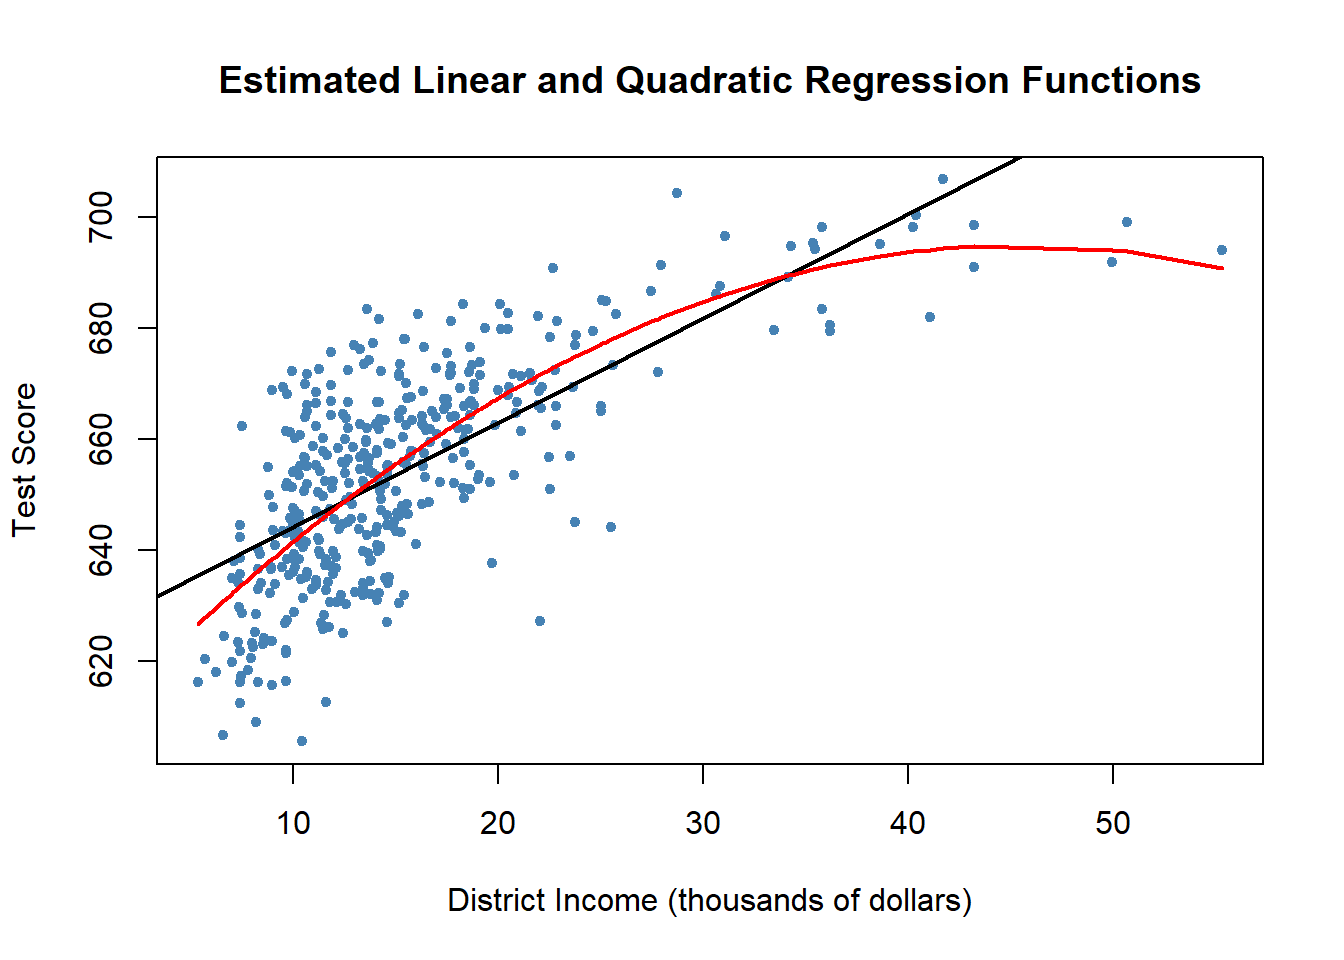 Estimated Linear and Quadratic Regression Functions
Test Score
700
680
660
640
620
10 20 30 40 50
District Income (thousands of dollars)